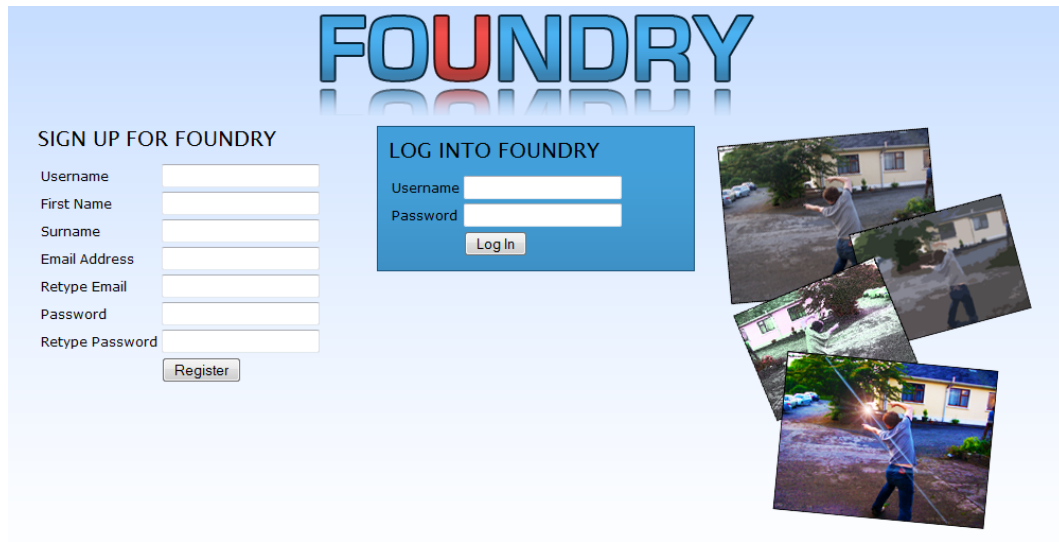 FOUNDRY
SIGN UP FOR FOUNDRY
Username
First Name
Surname
Email Address
Retype Email
Password
Retype Password
Register
LOG INTO FOUNDRY
Username
Password
Log In